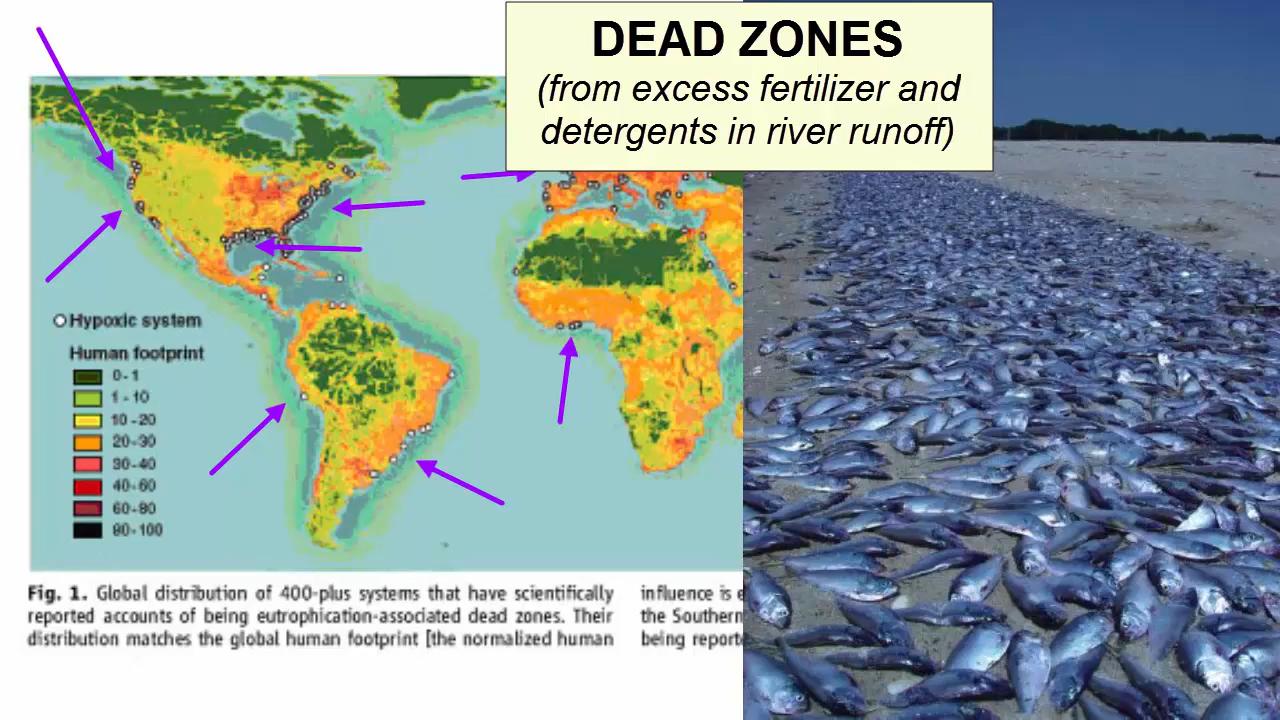 DEAD ZONES
(from excess fertilizer and
detergents in river runoff)
Hypoxic system
Human footprint
0-1
1-10
10-20
20-30
30-40
40-60
60-80
80-100
Fig. 1. Global distribution of 400-plus systems that have scientifically
reported accounts of being eutrophication-associated dead zones. Their
distribution matches the global human footprint [the normalized human
influence is
the Southern
being reporte